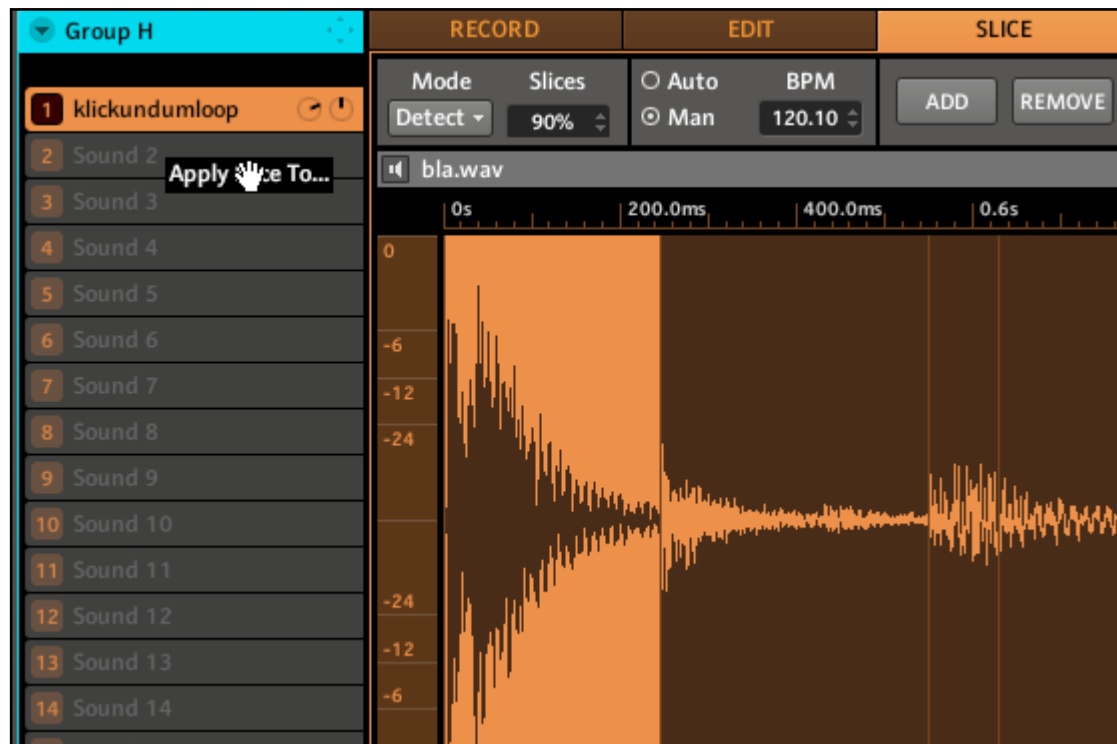 Group H
1 klickundumloop
2 Sound 2
Apply To...
3 Sound 3
4 Sound 4
5 Sound 5
6 Sound 6
7 Sound 7
8 Sound 8
9 Sound 9
10 Sound 10
11 Sound 11
12 Sound 12
13 Sound 13
14 Sound 14
RECORD EDIT SLICE
Mode Slices Auto BPM
Detect 90% Man 120.10 ADD REMOVE
bla.wav
0s 200.0ms 400.0ms 0.6s
0
-6
-12
-24
-24
-12
-6